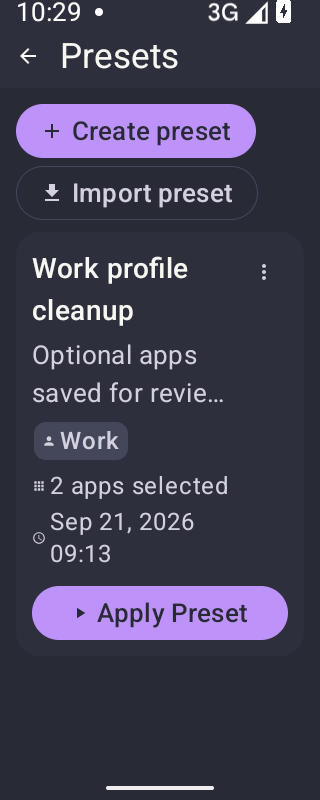 10:29
3G
Presets
Create preset
Import preset
Work profile
cleanup
Optional apps
saved for revie…
Work
2 apps selected
Sep 21, 2026
09:13
Apply Preset